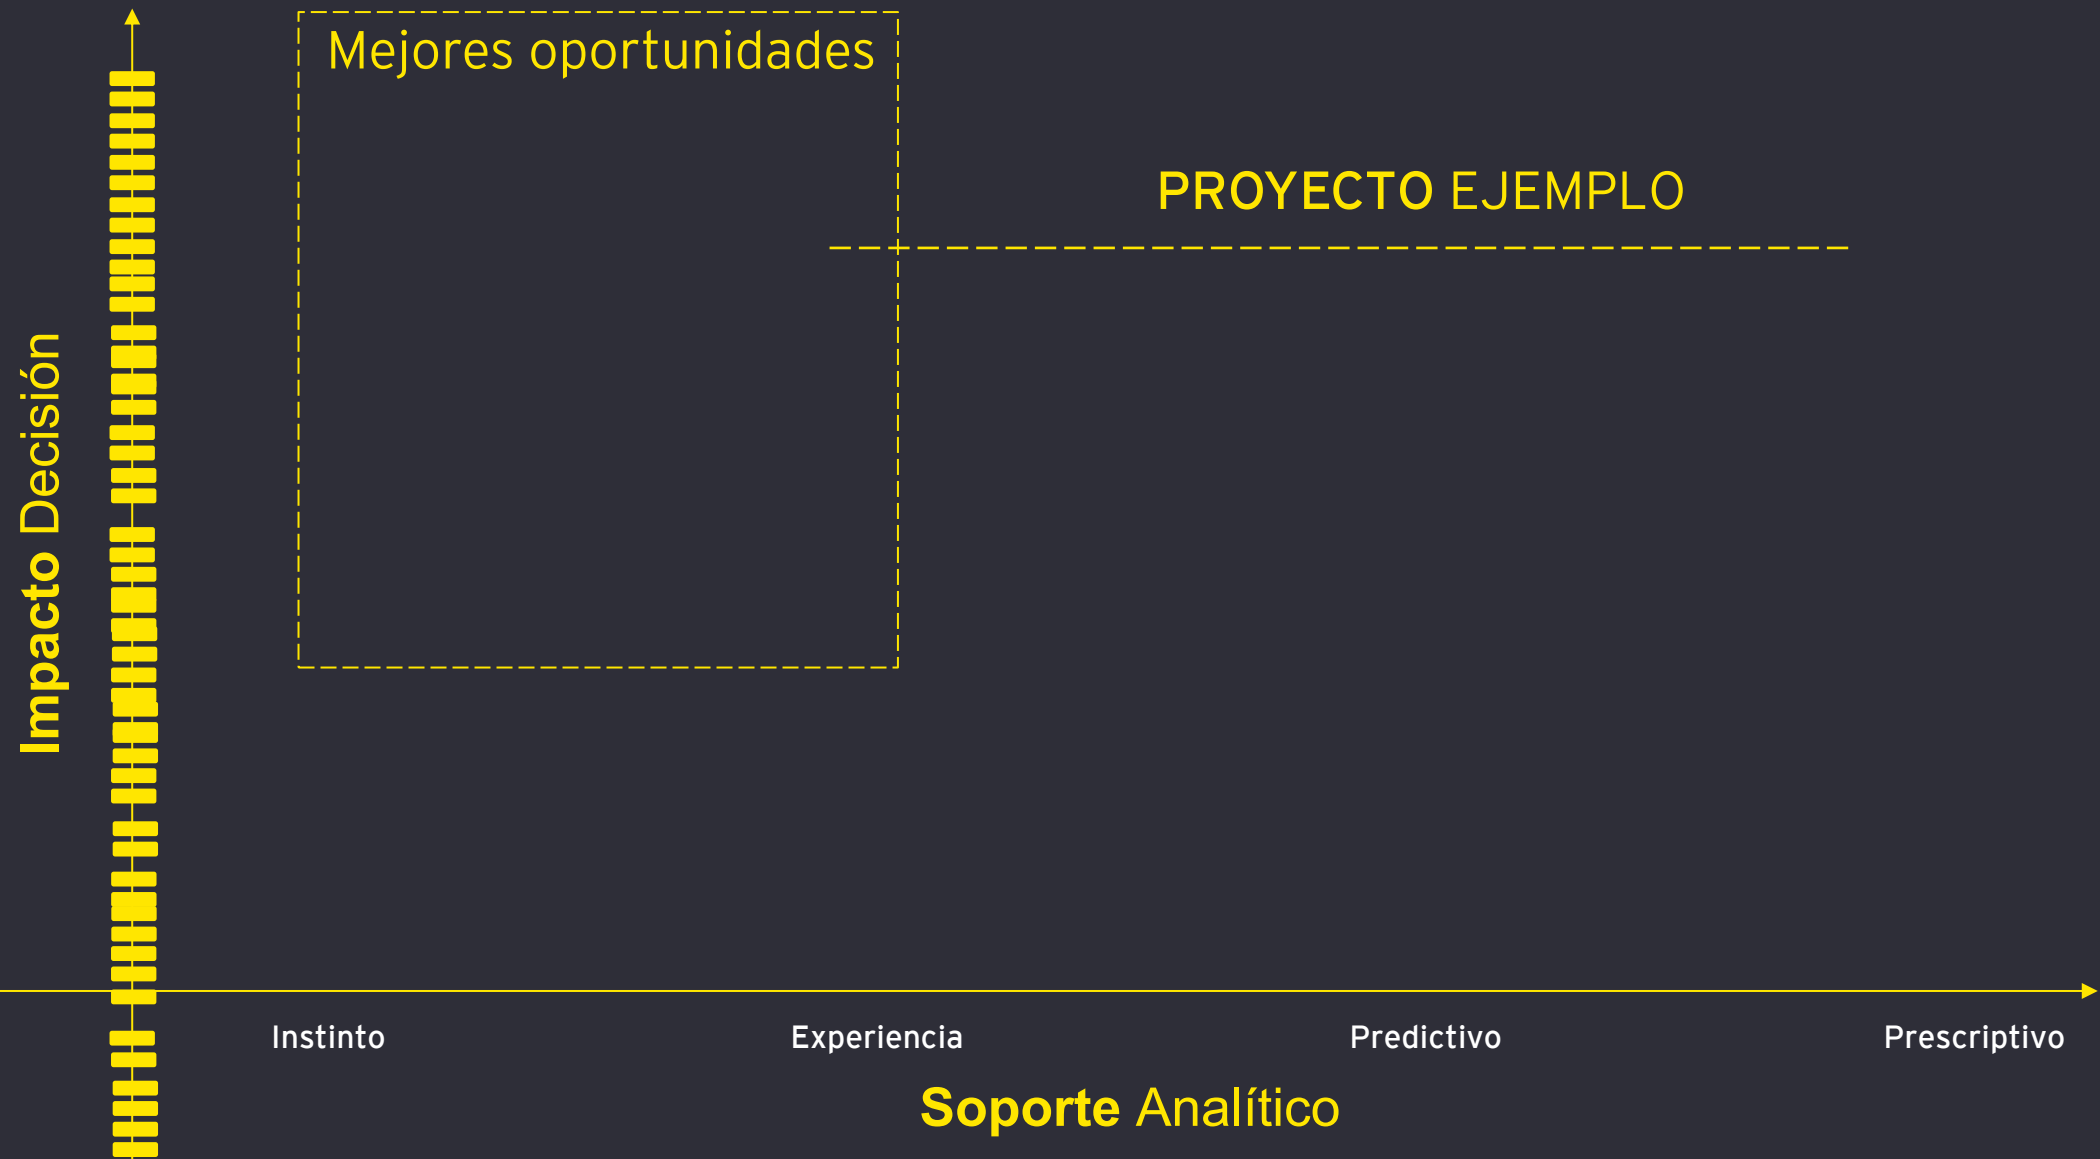 Mejores oportunidades
PROYECTO EJEMPLO
Impacto Decisión
Instinto
Experiencia
Predictivo
Prescriptivo
Soporte Analítico